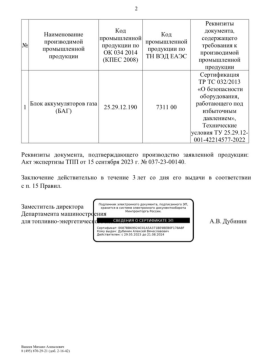 2
№
Наименование
производимой
промышленной
продукции
Код
промышленной
продукции по
ОК 034 2014
(КПЕС 2008)
Код
промышленной
продукции по
ТН ВЭД ЕАЭС
Реквизиты
документа,
содержащего
требования к
производимой
промышленной
продукции
1
Блок аккумуляторов газа
(БАГ)
25.29.12.190
7311 00
Сертификация
ТР ТС 032/2013
«О безопасности
оборудования,
работающего под
избыточным
давлением»,
Технические
условия ТУ 25.29.12-
001-42214577-2022
Реквизиты документа, подтверждающего производство заявленной продукции:
Акт экспертизы ТПП от 15 сентября 2023 г. № 037-23-00140.
Заключение действительно в течение 3 лет со дня его выдачи в соответствии
с п. 15 Правил.
Заместитель директора
Департамента машиностроения
для топливно-энергетического
СВЕДЕНИЯ О СЕРТИФИКАТЕ ЭП
А.В. Дубинин